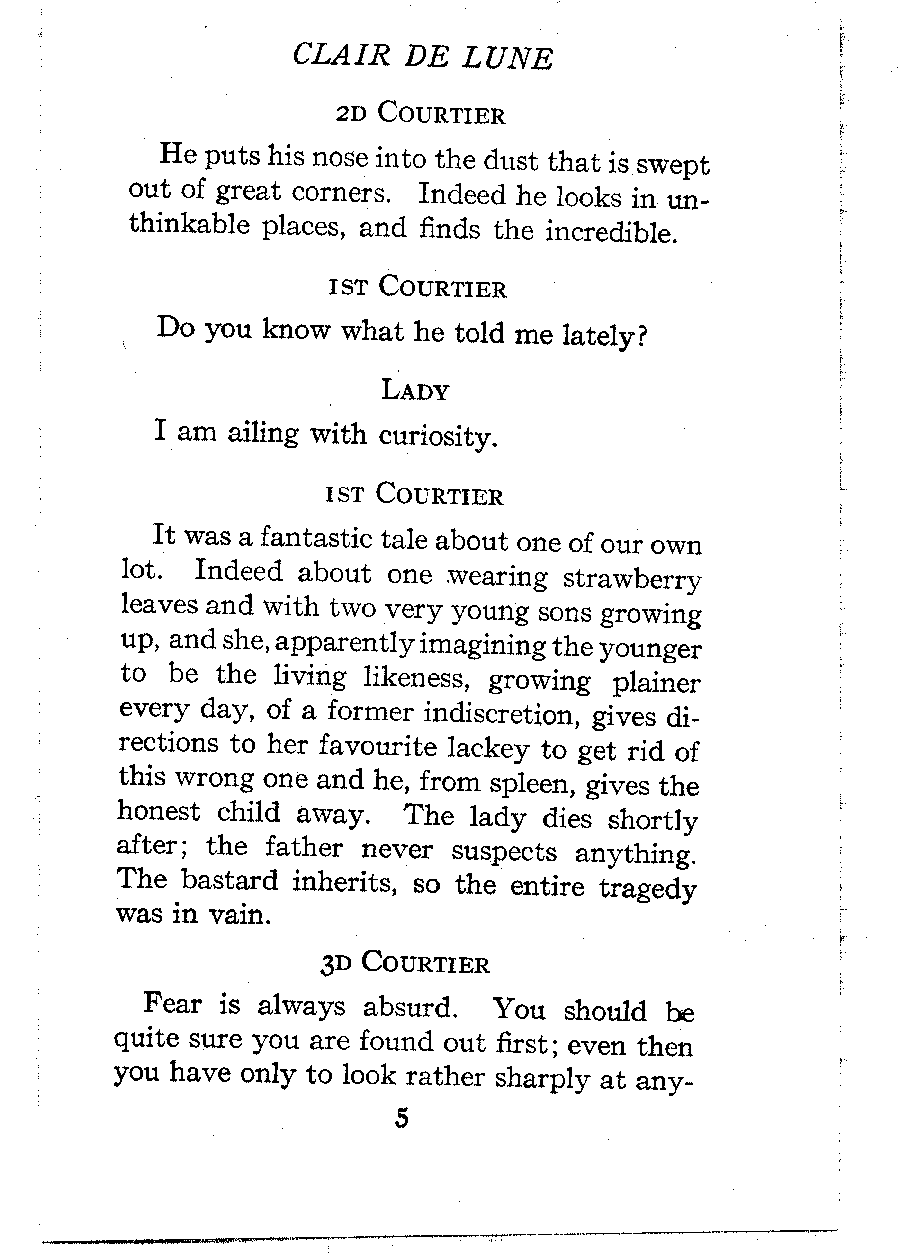 CLAIR DE LUNE
2D COURTIER
He puts his nose into the dust that is swept
out of great corners. Indeed he looks in un-
thinkable places, and finds the incredible.
1ST COURTIER
Do you know what he told me lately?
LADY
I am ailing with curiosity.
1ST COURTIER
It was a fantastic tale about one of our own
lot. Indeed about one wearing strawberry
leaves and with two very young sons growing
up, and she, apparently imagining the younger
to be the living likeness, growing plainer
every day, of a former indiscretion, gives di-
rections to her favourite lackey to get rid of
this wrong one and he, from spleen, gives the
honest child away. The lady dies shortly
after; the father never suspects anything.
The bastard inherits, so the entire tragedy
was in vain.
3D COURTIER
Fear is always absurd. You should be
quite sure you are found out first; even then
you have only to look rather sharply at any-
5